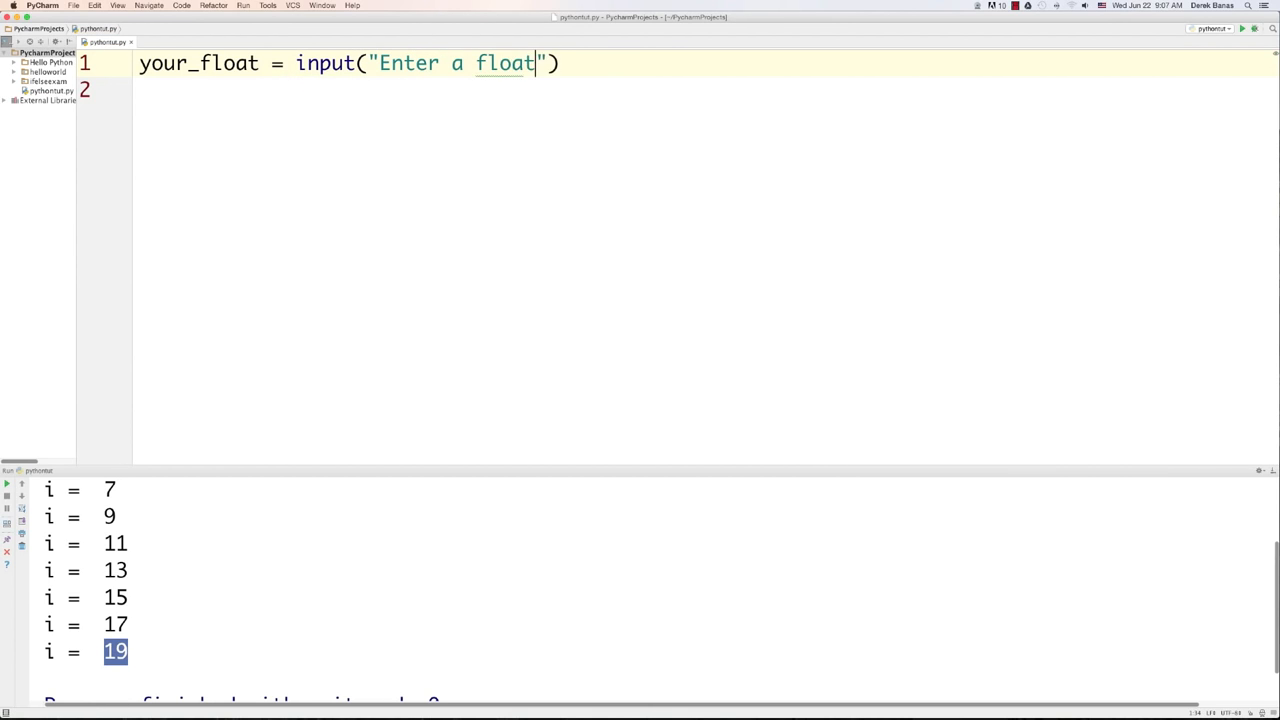 PyCharm File Edit View Navigate Code Refactor Run Tools VCS Window Help 10 Wed Jun 22 9:07 AM Derek Banas
pythontut.py - PycharmProjects - [~/PycharmProjects]
PycharmProjects pythontut.py pythontut
pythontut.py
PycharmProject
Hello Python
helloworld
ifelseexam
pythontut.py
External Librarie
1 your_float = input("Enter a float")
2
Run pythontut
i = 7
i = 9
i = 11
i = 13
i = 15
i = 17
i = 19
1:34 LF UTF-8